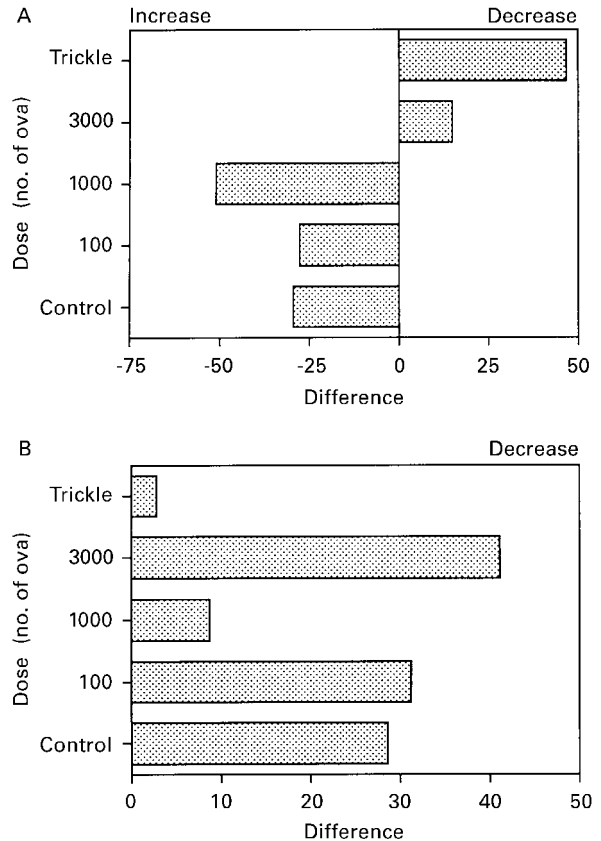 A
Increase Decrease
Dose (no. of ova)
Trickle
3000
1000
100
Control
-75 -50 -25 0 25 50
Difference
B
Decrease
Dose (no. of ova)
Trickle
3000
1000
100
Control
0 10 20 30 40 50
Difference